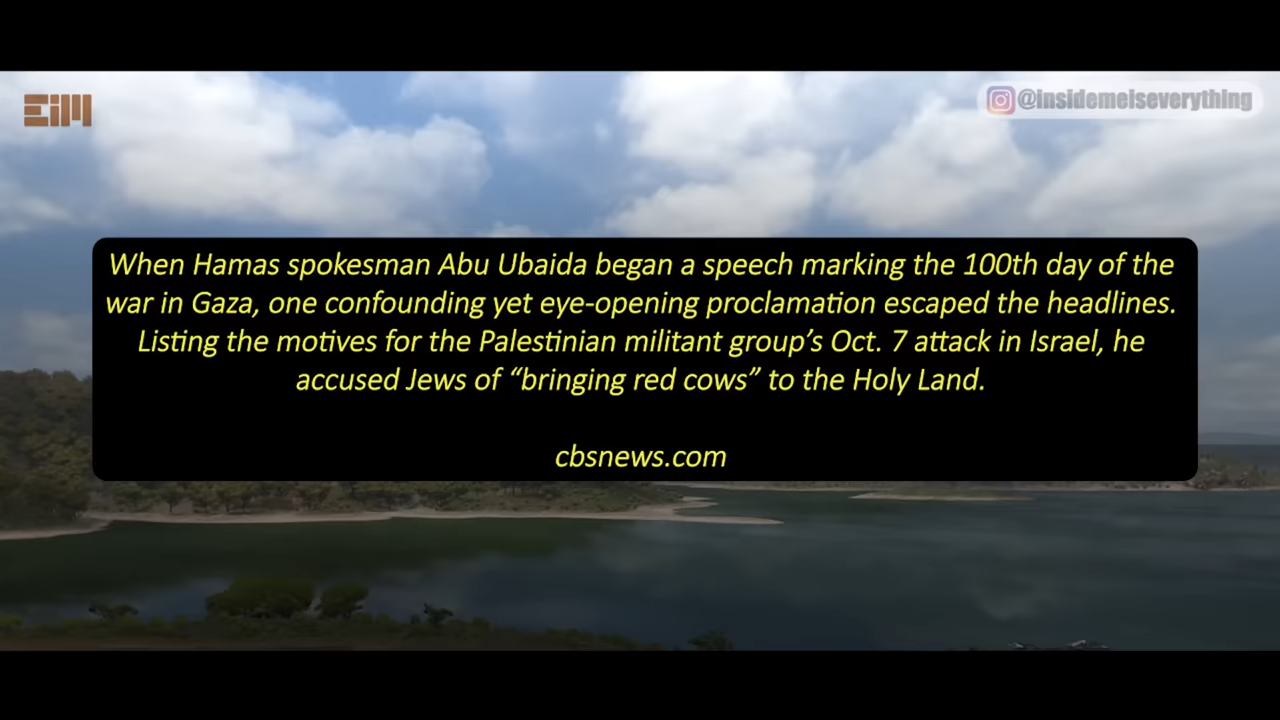 EiM
@insidemeiseverything
When Hamas spokesman Abu Ubaida began a speech marking the 100th day of the
war in Gaza, one confounding yet eye-opening proclamation escaped the headlines.
Listing the motives for the Palestinian militant group’s Oct. 7 attack in Israel, he
accused Jews of “bringing red cows” to the Holy Land.
cbsnews.com